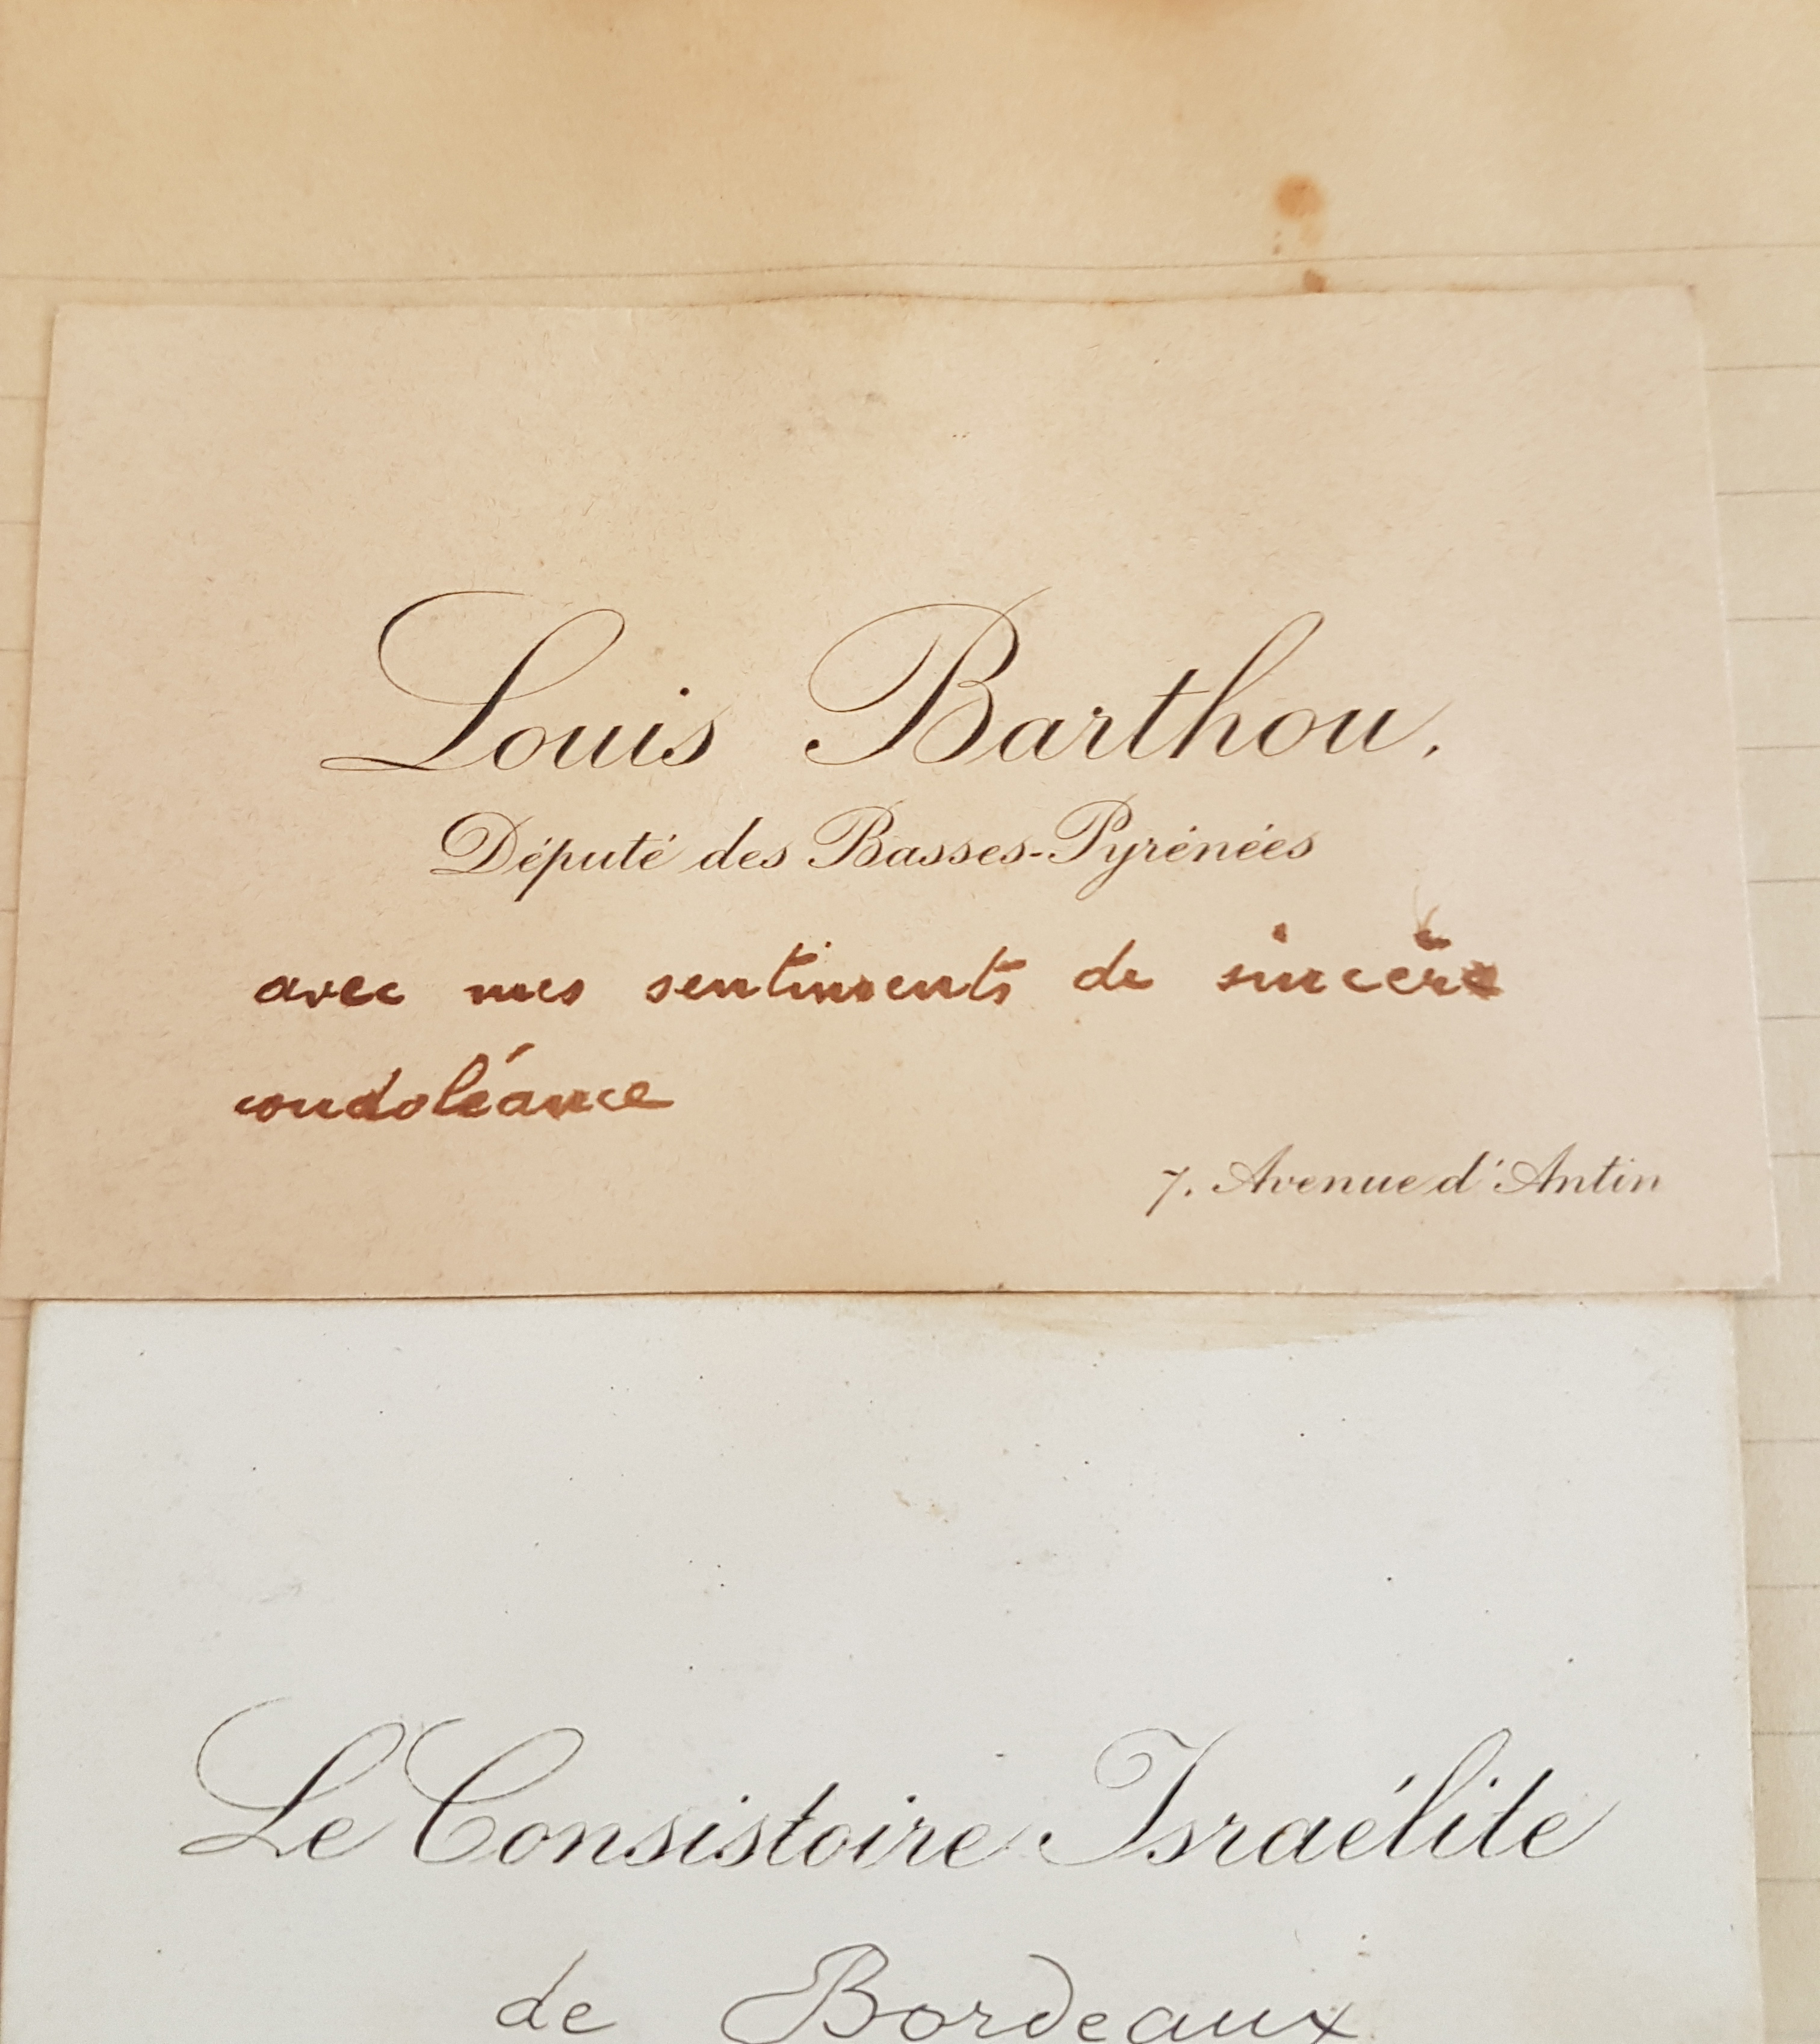 Louis Barthou.
Député des Basses-Pyrénées
avec mes sentiments de sincère
condoléance
7. Avenue d'Antin
Le Consistoire Israélite
de Bordeaux